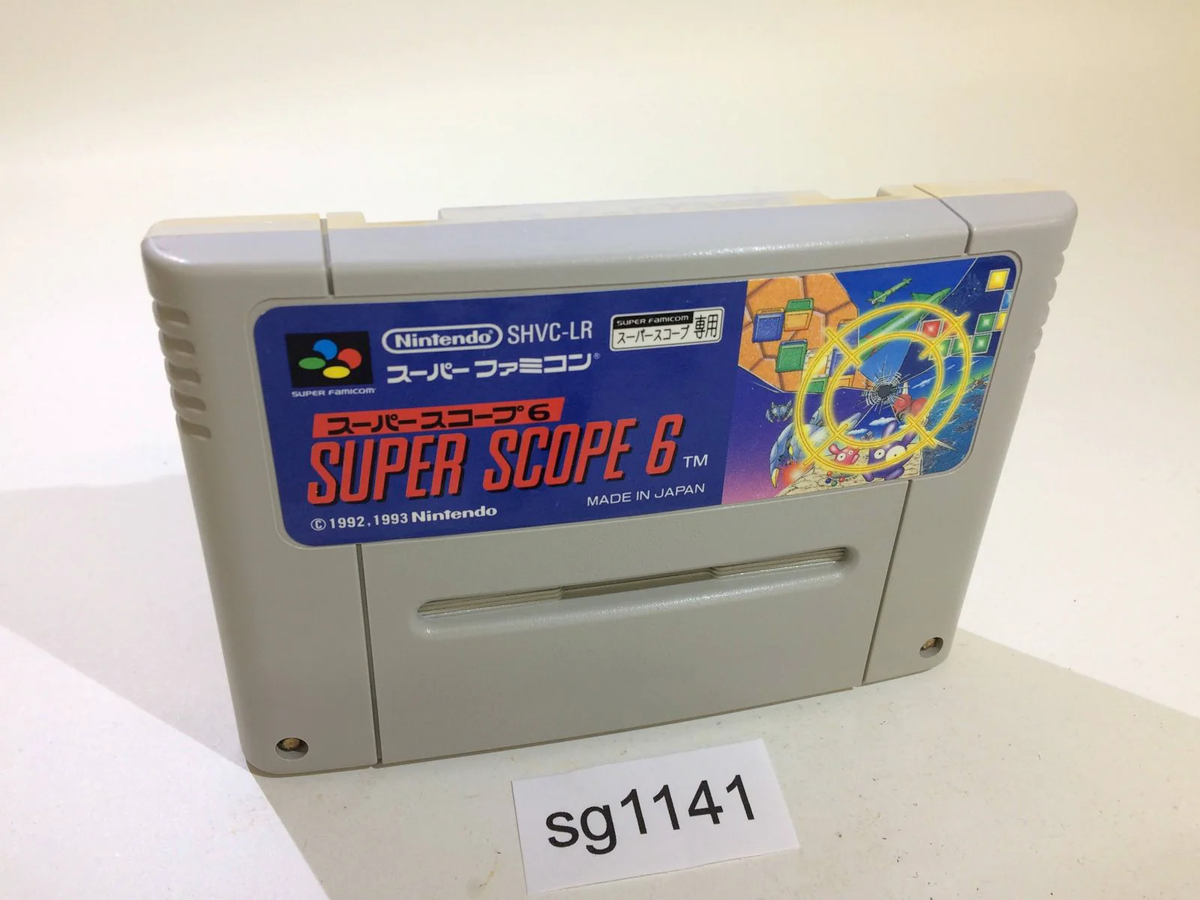 Nintendo SHVC-LR
SUPER FAMICOM
スーパースコープ 専用
スーパーファミコン®
SUPER FAMICOM
スーパースコープ6
SUPER SCOPE 6 TM
MADE IN JAPAN
© 1992,1993 Nintendo
sg1141